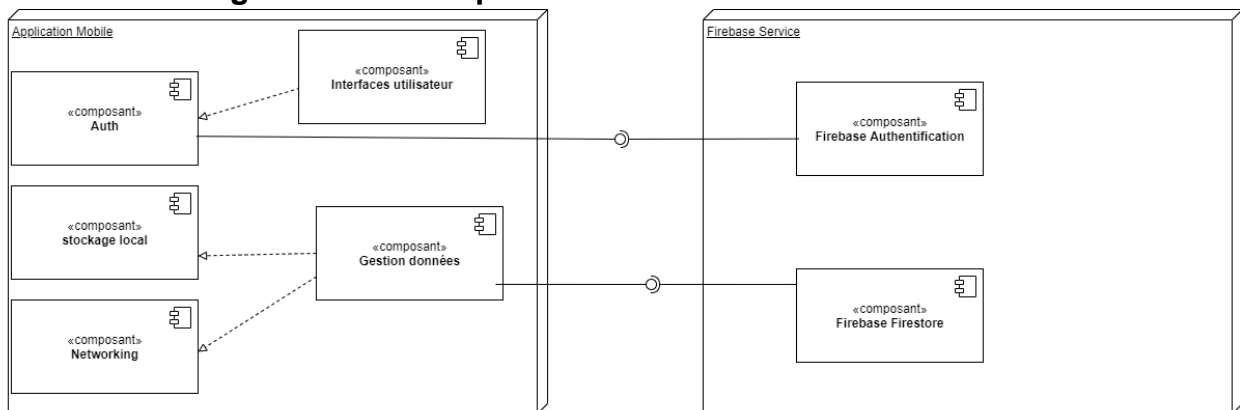 Application Mobile
«composant»
Interfaces utilisateur
«composant»
Auth
«composant»
stockage local
«composant»
Gestion données
«composant»
Networking
Firebase Service
«composant»
Firebase Authentification
«composant»
Firebase Firestore